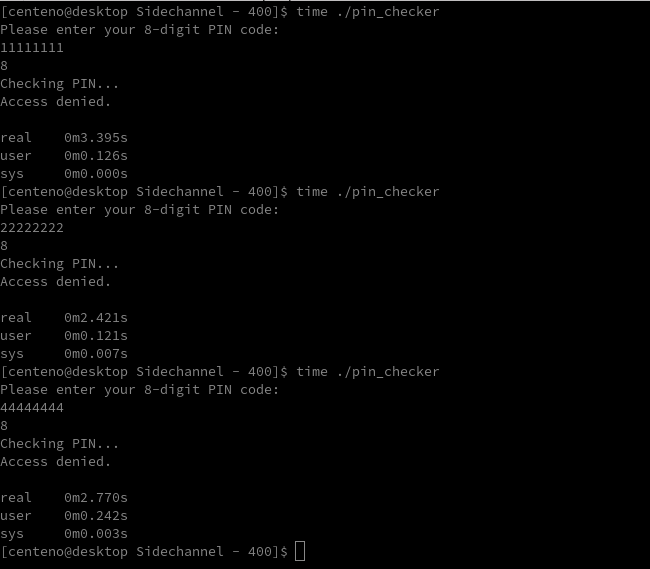 [centeno@desktop Sidechannel - 400]$ time ./pin_checker
Please enter your 8-digit PIN code:
11111111
8
Checking PIN...
Access denied.
real 0m3.395s
user 0m0.126s
sys 0m0.000s
[centeno@desktop Sidechannel - 400]$ time ./pin_checker
Please enter your 8-digit PIN code:
22222222
8
Checking PIN...
Access denied.
real 0m2.421s
user 0m0.121s
sys 0m0.007s
[centeno@desktop Sidechannel - 400]$ time ./pin_checker
Please enter your 8-digit PIN code:
44444444
8
Checking PIN...
Access denied.
real 0m2.770s
user 0m0.242s
sys 0m0.003s
[centeno@desktop Sidechannel - 400]$